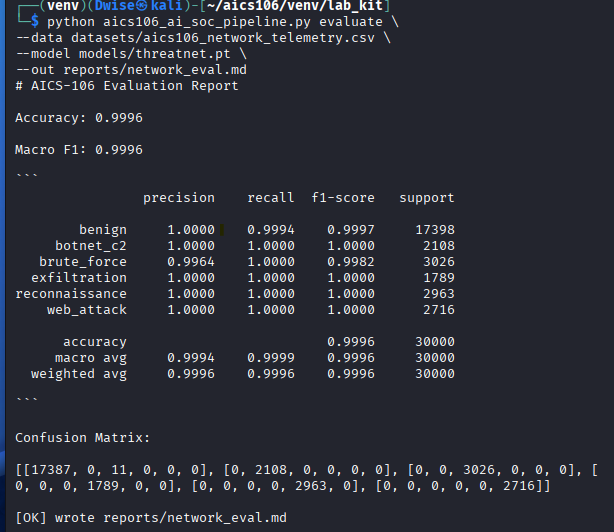 ┌──(venv)(Dwise㉿kali)-[~/aics106/venv/lab_kit]
└─$ python aics106_ai_soc_pipeline.py evaluate \
--data datasets/aics106_network_telemetry.csv \
--model models/threatnet.pt \
--out reports/network_eval.md
# AICS-106 Evaluation Report

Accuracy: 0.9996

Macro F1: 0.9996

```
                precision    recall  f1-score   support

        benign     1.0000    0.9994    0.9997     17398
     botnet_c2     1.0000    1.0000    1.0000      2108
   brute_force     0.9964    1.0000    0.9982      3026
  exfiltration     1.0000    1.0000    1.0000      1789
reconnaissance     1.0000    1.0000    1.0000      2963
    web_attack     1.0000    1.0000    1.0000      2716

      accuracy                         0.9996     30000
     macro avg     0.9994    0.9999    0.9996     30000
  weighted avg     0.9996    0.9996    0.9996     30000

```

Confusion Matrix:

[[17387, 0, 11, 0, 0, 0], [0, 2108, 0, 0, 0, 0], [0, 0, 3026, 0, 0, 0], [
0, 0, 0, 1789, 0, 0], [0, 0, 0, 0, 2963, 0], [0, 0, 0, 0, 0, 2716]]

[OK] wrote reports/network_eval.md